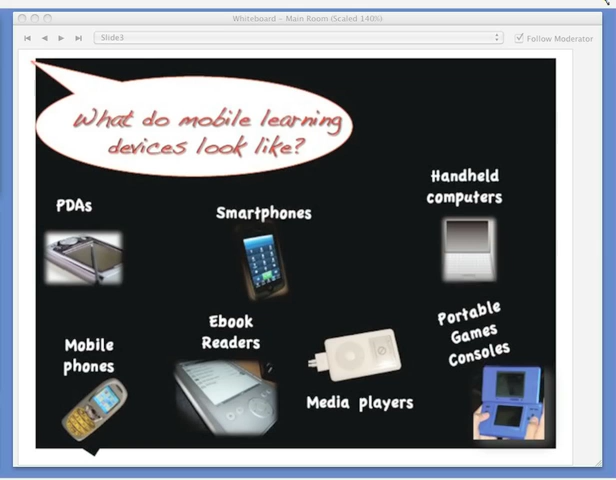 Whiteboard – Main Room (Scaled 140%)
Slide3
Follow Moderator
What do mobile learning
devices look like?
PDAs
Smartphones
Handheld
computers
Mobile
phones
Ebook
Readers
Media players
Portable
Games
Consoles